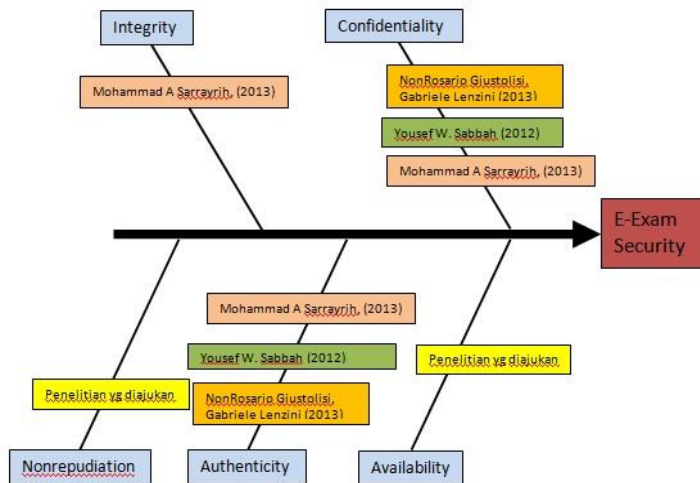 Integrity
Confidentiality
Mohammad A Sarrayrih, (2013)
NonRosario Giustolisi,
Gabriele Lenzini (2013)
Yousef W. Sabbah (2012)
Mohammad A Sarrayrih, (2013)
E-Exam
Security
Mohammad A Sarrayrih, (2013)
Yousef W. Sabbah (2012)
Penelitian yg diajukan
Penelitian yg diajukan
NonRosario Giustolisi,
Gabriele Lenzini (2013)
Nonrepudiation
Authenticity
Availability